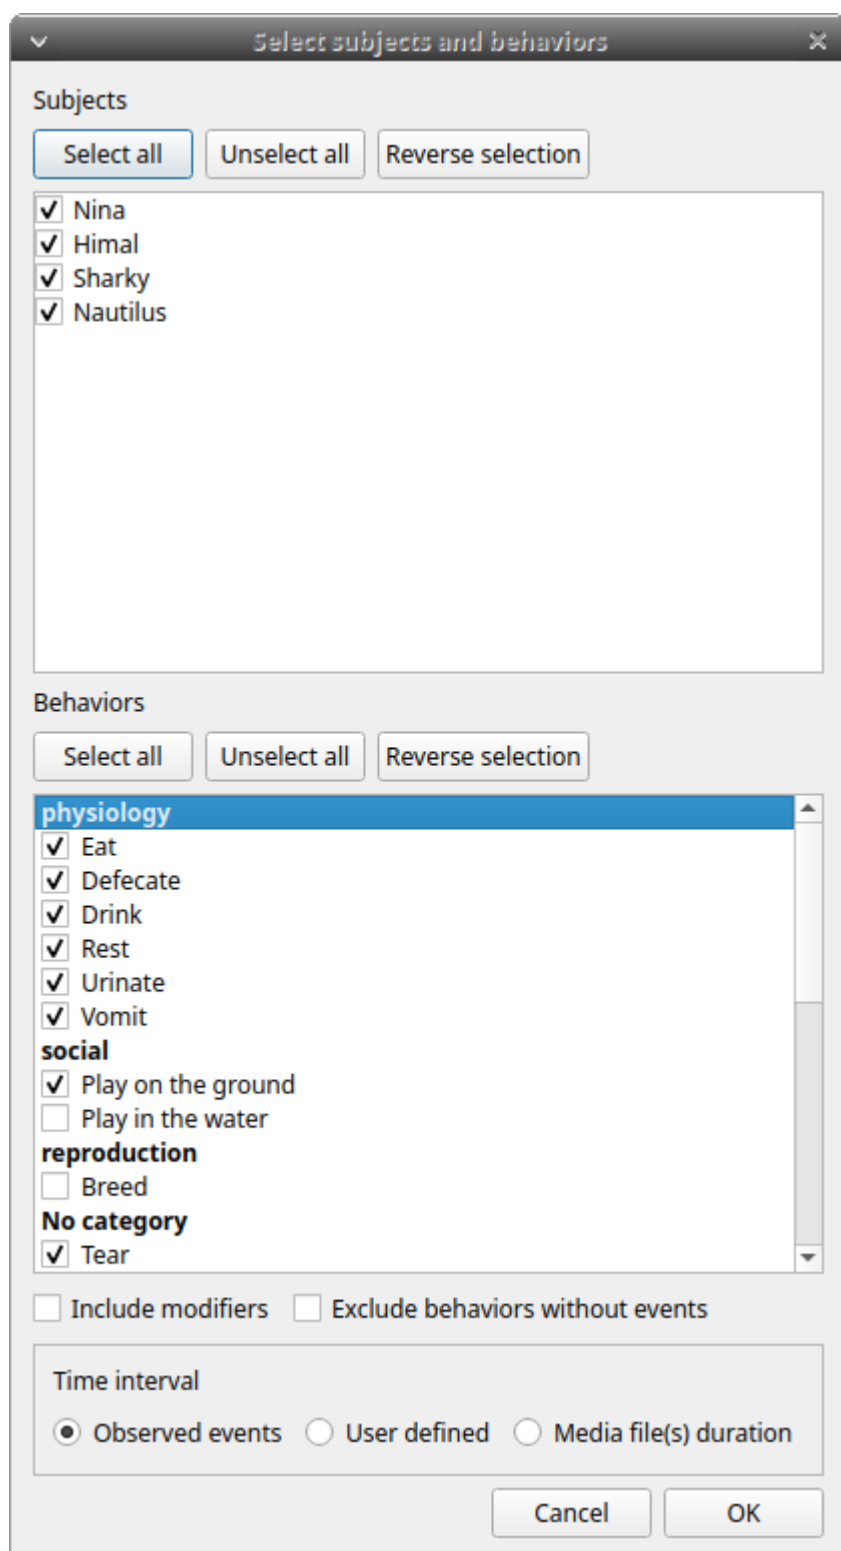 Select subjects and behaviors
Subjects
Select all Unselect all Reverse selection
Nina
Himal
Sharky
Nautilus
Behaviors
Select all Unselect all Reverse selection
physiology
Eat
Defecate
Drink
Rest
Urinate
Vomit
social
Play on the ground
Play in the water
reproduction
Breed
No category
Tear
Include modifiers Exclude behaviors without events
Time interval
Observed events User defined Media file(s) duration
Cancel OK